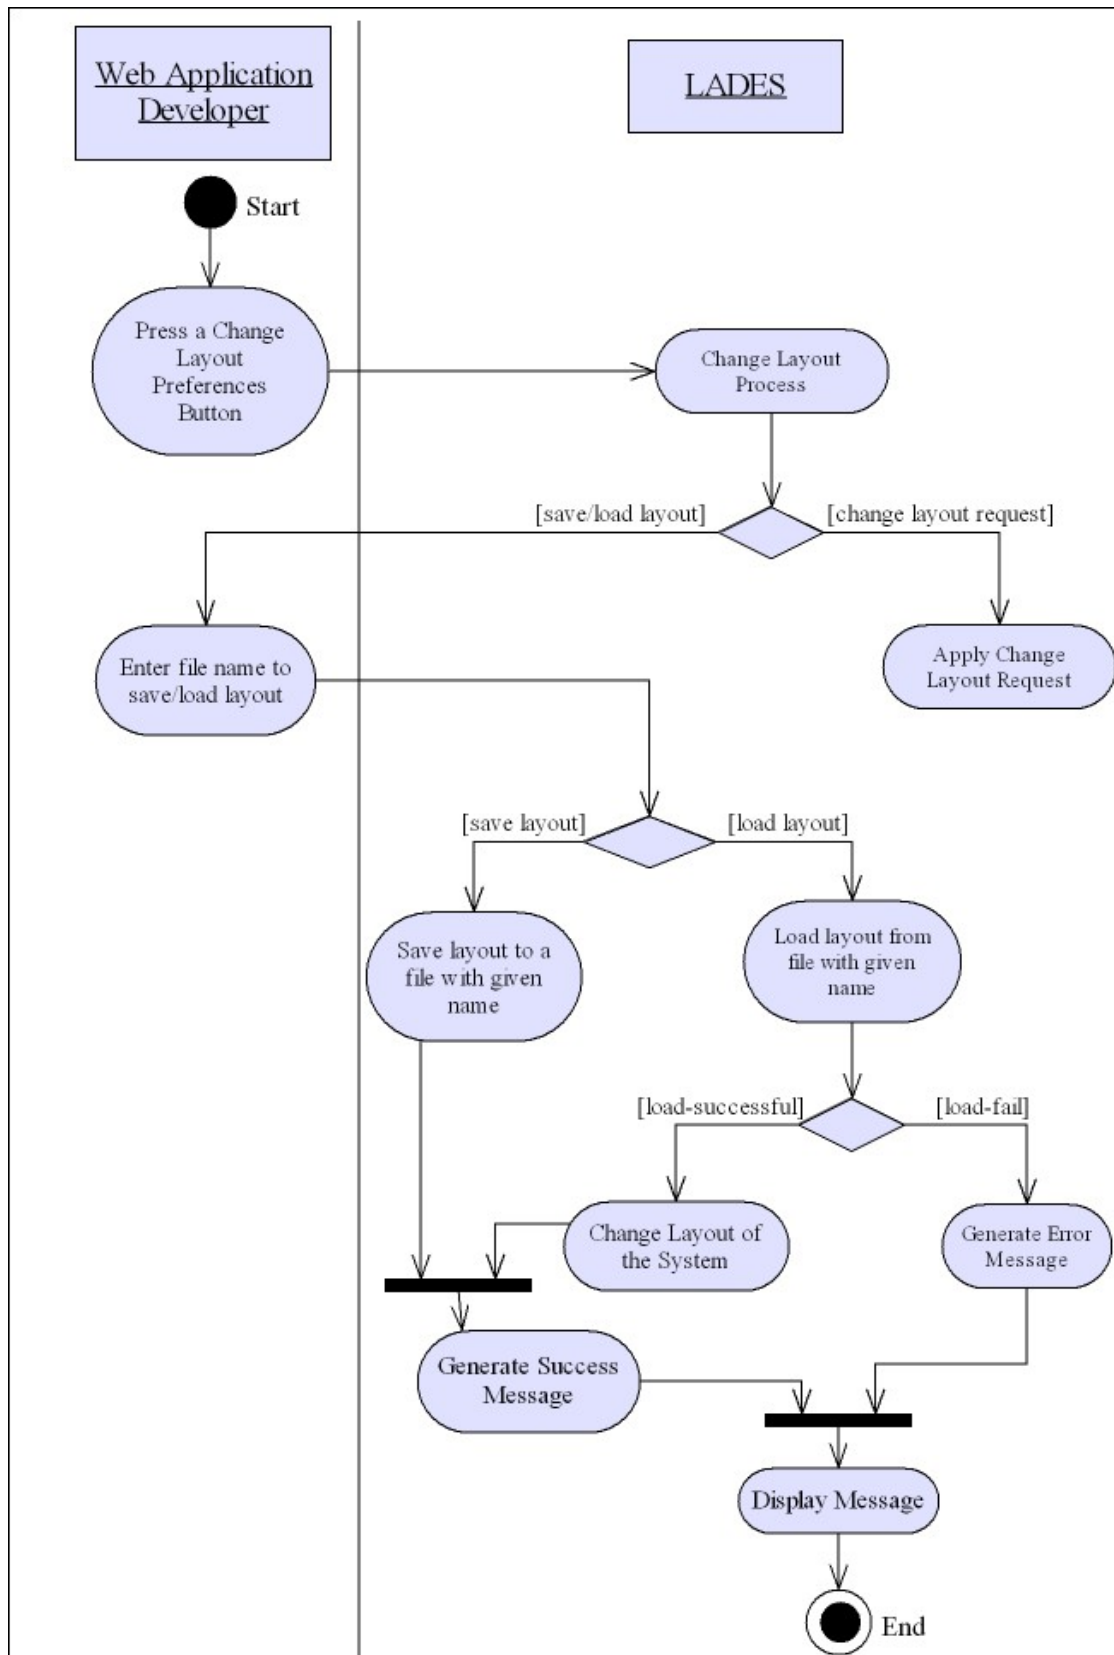 Web Application
Developer
LADES
Start
Press a Change
Layout
Preferences
Button
Change Layout
Process
[save/load layout]
[change layout request]
Enter file name to
save/load layout
Apply Change
Layout Request
[save layout]
[load layout]
Save layout to a
file with given
name
Load layout from
file with given
name
[load-successful]
[load-fail]
Change Layout of
the System
Generate Error
Message
Generate Success
Message
Display Message
End